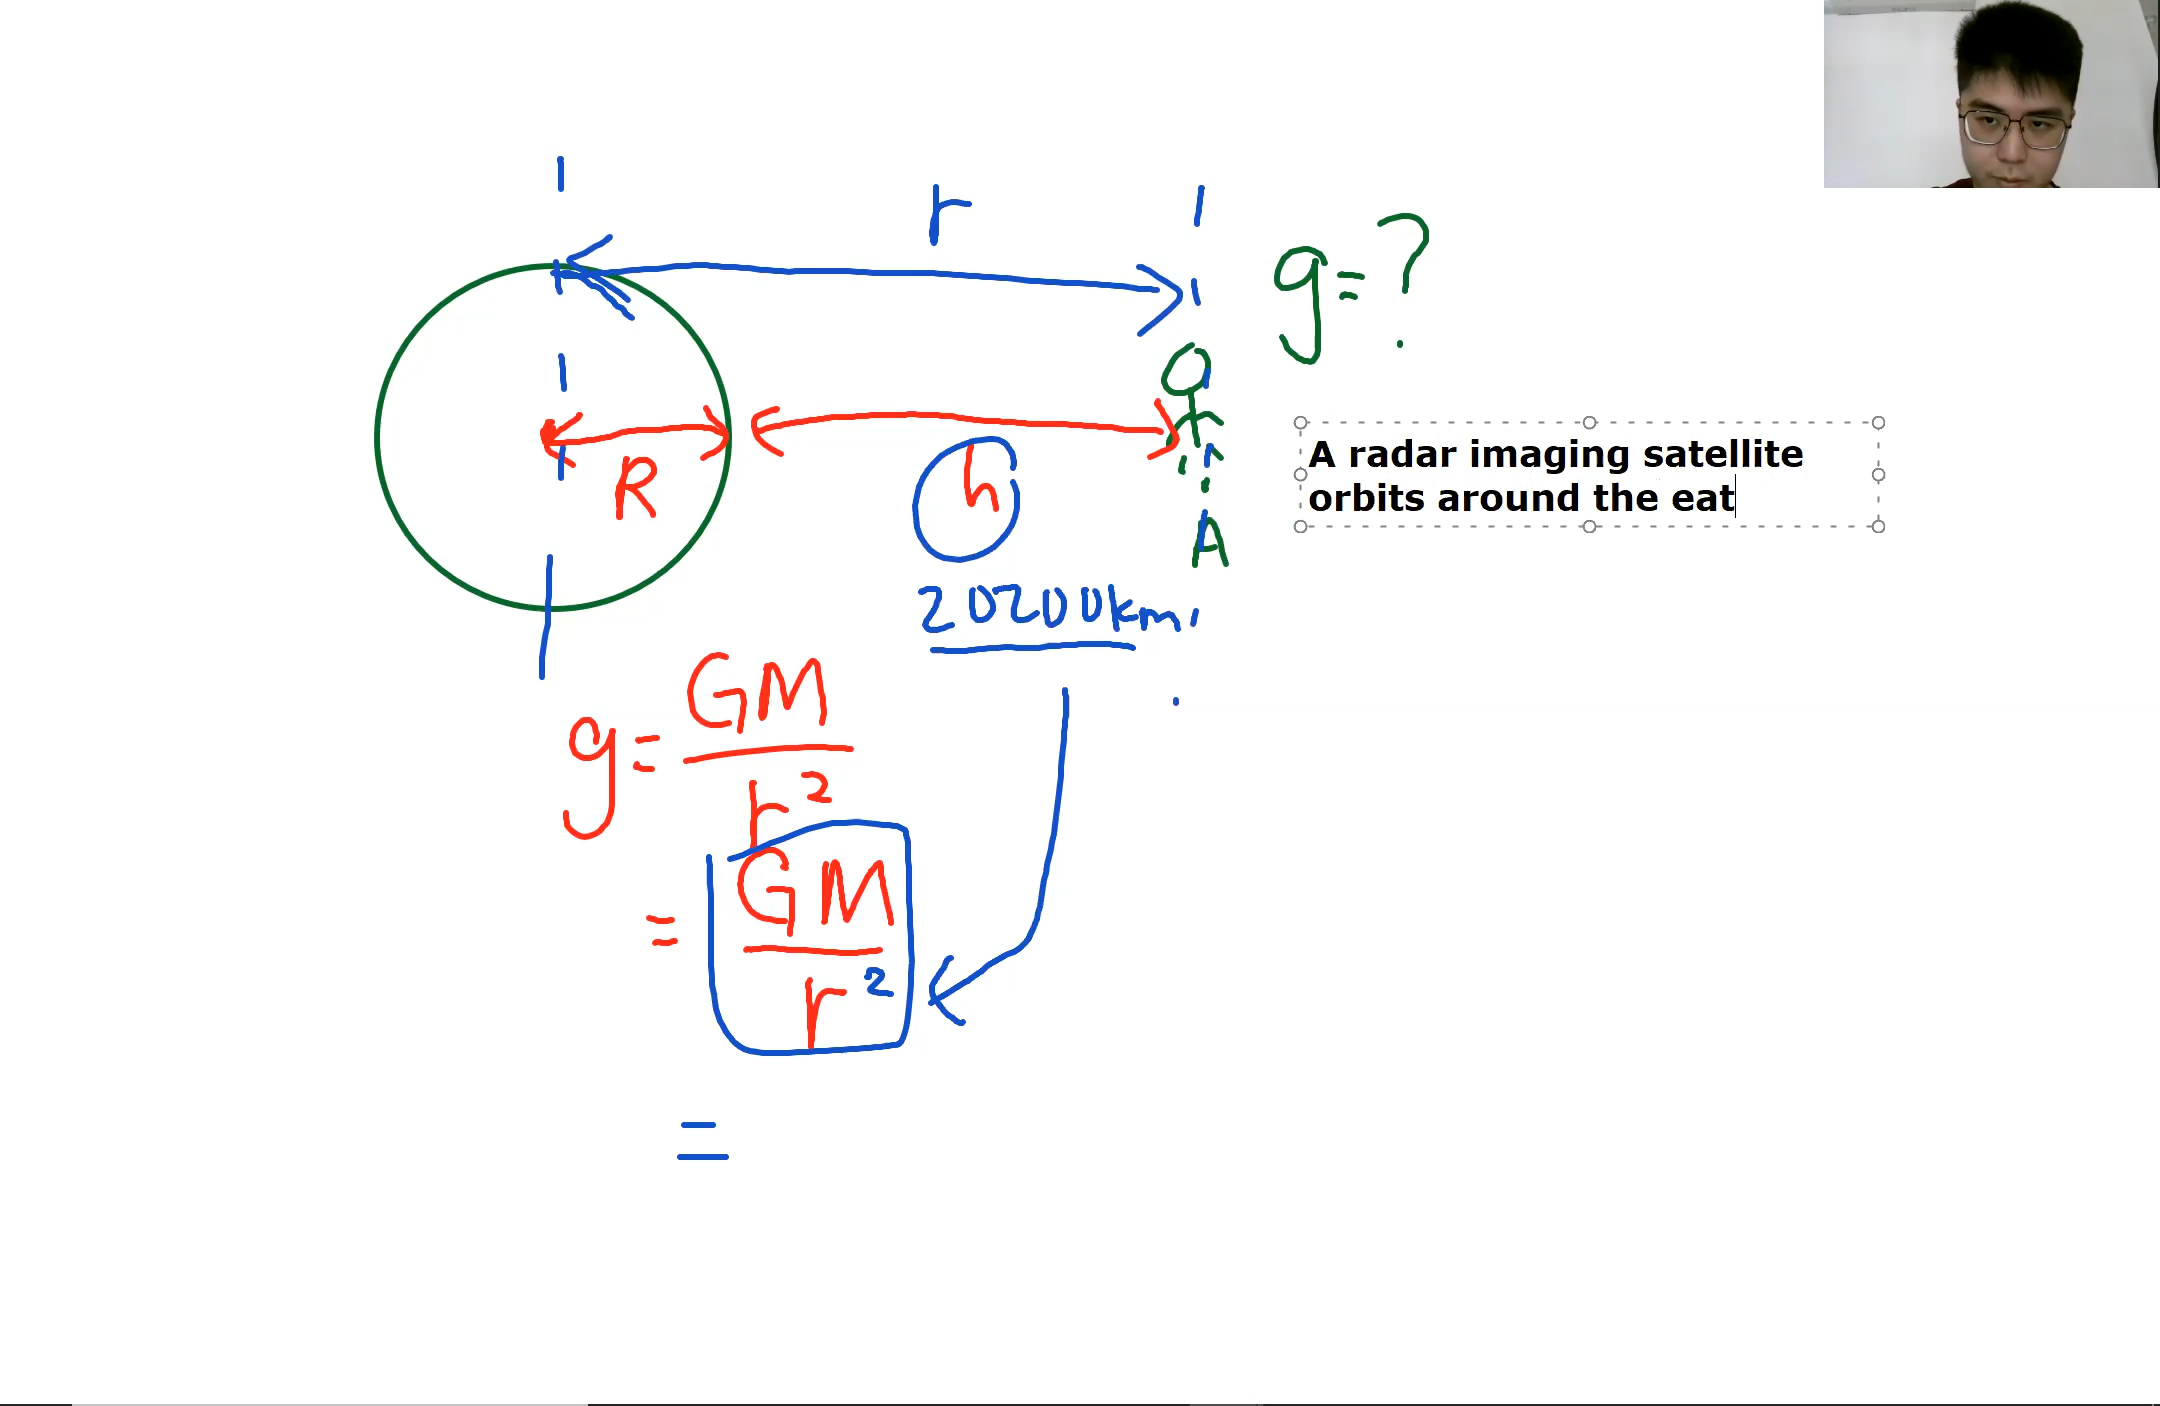 r
g=?
A radar imaging satellite
orbits around the eat
R
h
A
20200km
g=GM/r²
=GM/r²
=